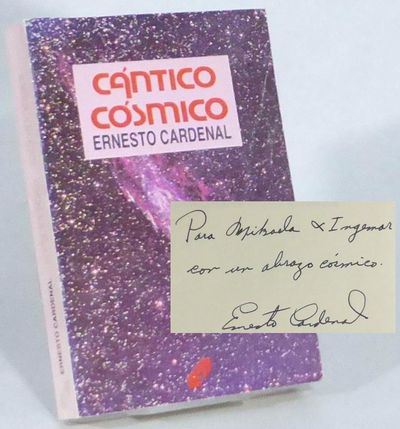 CÁNTICO
CÓSMICO
ERNESTO CARDENAL
ERNESTO CARDENAL
Para Mikaela & Ingemar
con un abrazo cósmico.
Ernesto Cardenal